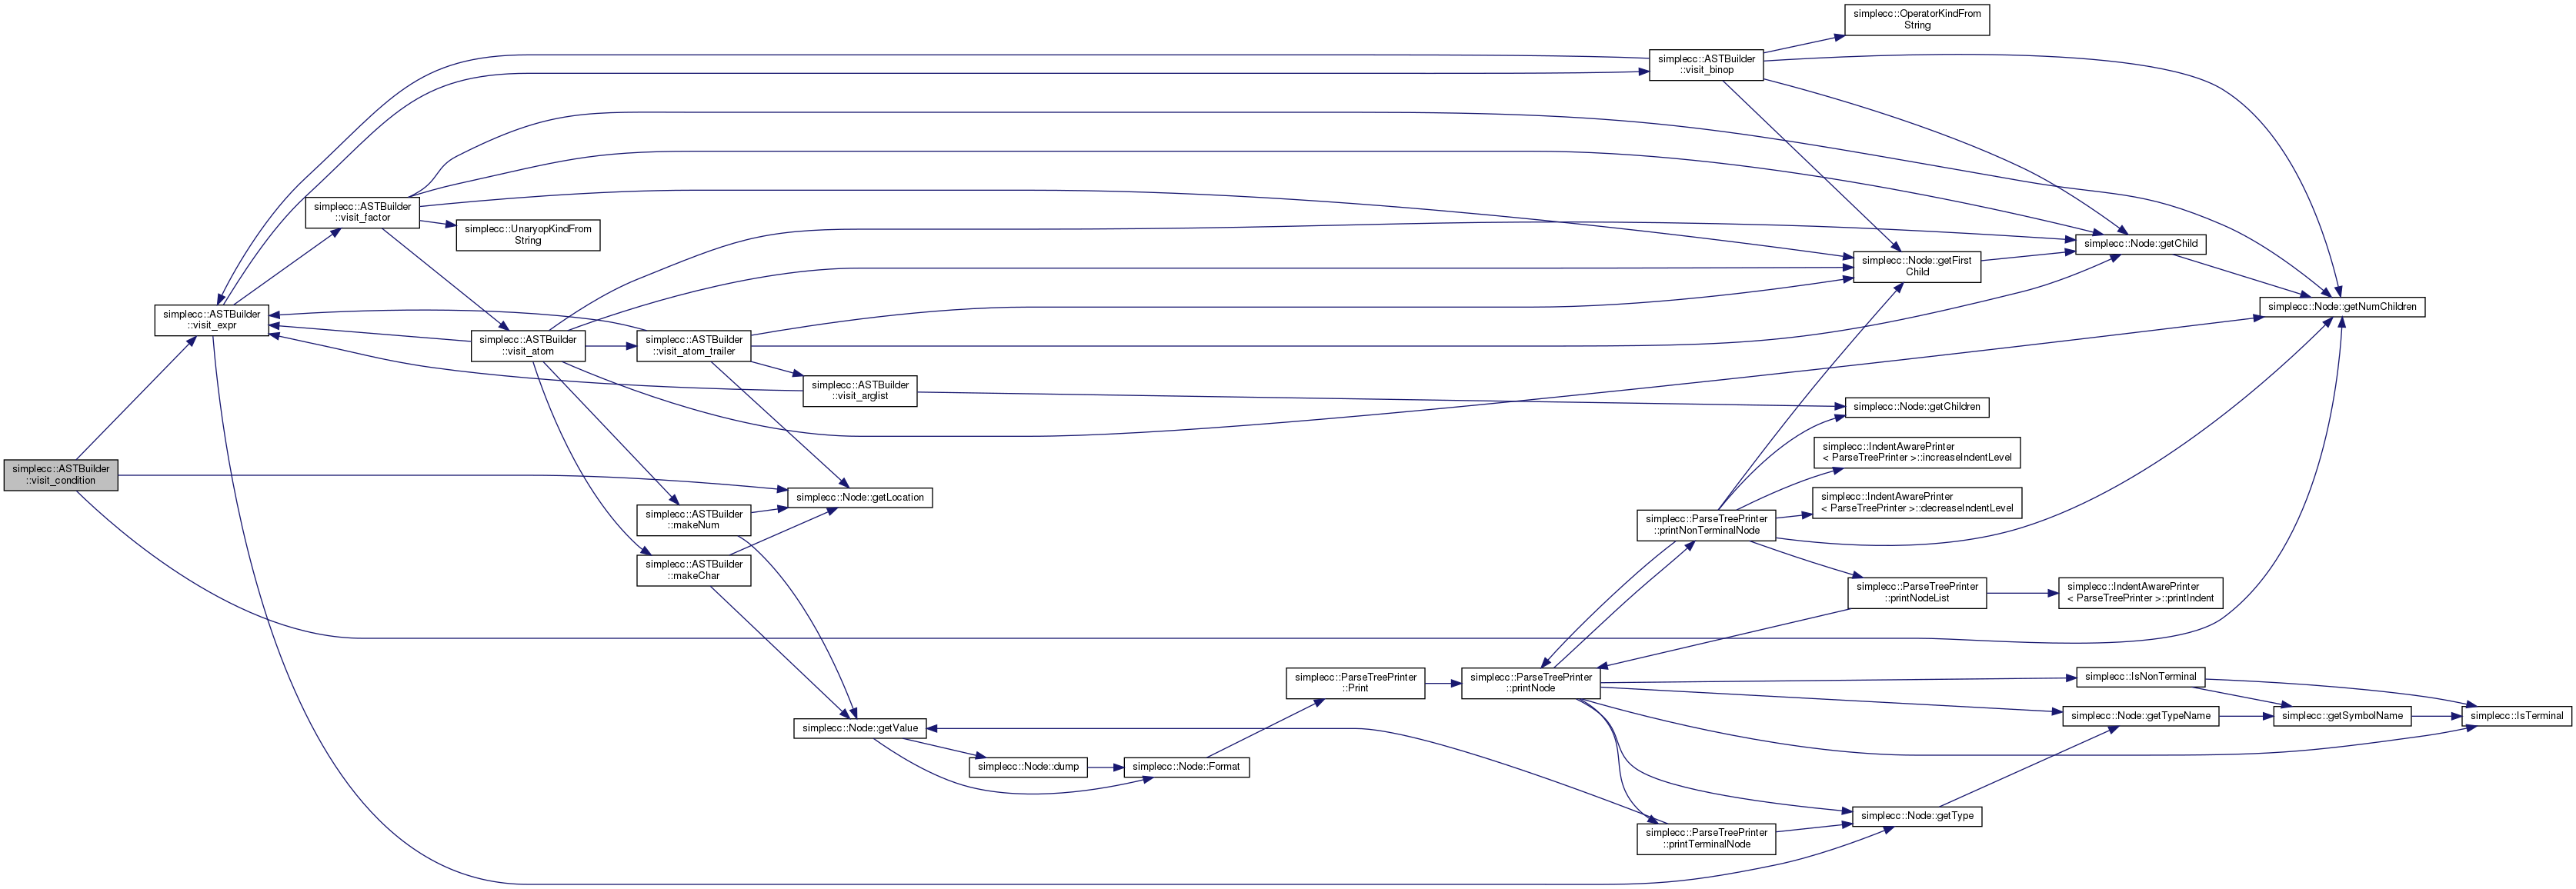 simplecc::OperatorKindFrom
String
simplecc::ASTBuilder
::visit_binop
simplecc::ASTBuilder
::visit_factor
simplecc::UnaryopKindFrom
String
simplecc::Node::getChild
simplecc::Node::getFirst
Child
simplecc::Node::getNumChildren
simplecc::ASTBuilder
::visit_expr
simplecc::ASTBuilder
::visit_atom
simplecc::ASTBuilder
::visit_atom_trailer
simplecc::ASTBuilder
::visit_arglist
simplecc::Node::getChildren
simplecc::IndentAwarePrinter
< ParseTreePrinter >::increaseIndentLevel
simplecc::ASTBuilder
::visit_condition
simplecc::Node::getLocation
simplecc::IndentAwarePrinter
< ParseTreePrinter >::decreaseIndentLevel
simplecc::ASTBuilder
::makeNum
simplecc::ParseTreePrinter
::printNonTerminalNode
simplecc::ASTBuilder
::makeChar
simplecc::ParseTreePrinter
::printNodeList
simplecc::IndentAwarePrinter
< ParseTreePrinter >::printIndent
simplecc::ParseTreePrinter
::Print
simplecc::ParseTreePrinter
::printNode
simplecc::IsNonTerminal
simplecc::Node::getTypeName
simplecc::getSymbolName
simplecc::IsTerminal
simplecc::Node::getValue
simplecc::Node::dump
simplecc::Node::Format
simplecc::Node::getType
simplecc::ParseTreePrinter
::printTerminalNode